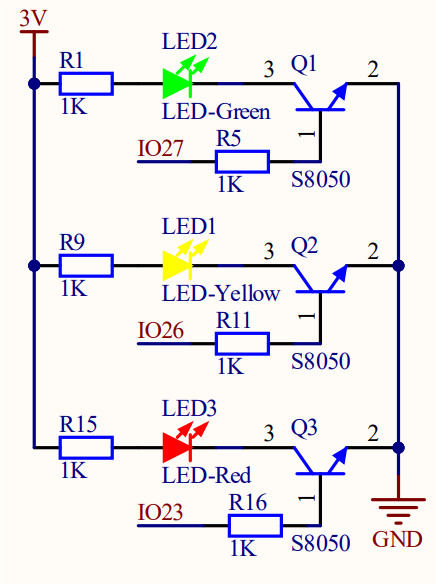 3V
LED2
R1
3
Q1
2
1K
LED-Green
R5
1
IO27
1K
S8050
LED1
R9
3
Q2
2
1K
LED-Yellow
R11
1
IO26
1K
S8050
LED3
R15
3
Q3
2
1K
LED-Red
R16
1
IO23
1K
S8050
GND